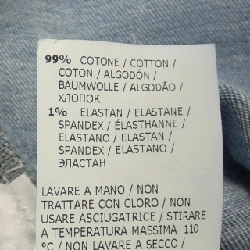 99% COTONE / COTTON /
COTON / ALGODÓN /
BAUMWOLLE / ALGODÃO /
ХЛОПОК
1% ELASTAN / ELASTANE /
SPANDEX / ÉLASTHANNE /
ELASTANO / ELASTAN /
SPANDEX / ELASTANO /
ЭЛАСТАН
LAVARE A MANO / NON
TRATTARE CON CLORO / NON
USARE ASCIUGATRICE / STIRARE
A TEMPERATURA MASSIMA 110
°C / NON LAVARE A SECCO /